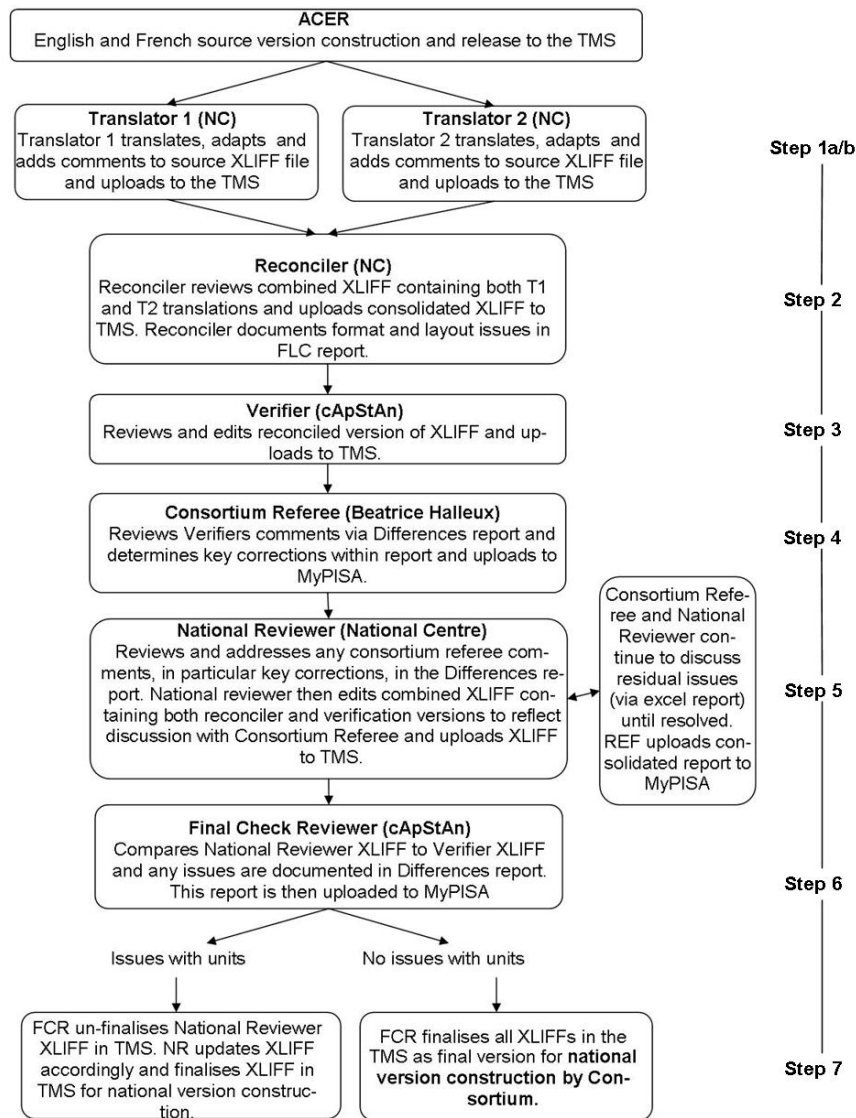 ACER
English and French source version construction and release to the TMS
Translator 1 (NC)
Translator 1 translates, adapts and
adds comments to source XLIFF file
and uploads to the TMS
Translator 2 (NC)
Translator 2 translates, adapts and
adds comments to source XLIFF file
and uploads to the TMS
Step 1a/b
Reconciler (NC)
Reconciler reviews combined XLIFF containing both T1
and T2 translations and uploads consolidated XLIFF to
TMS. Reconciler documents format and layout issues in
FLC report.
Step 2
Verifier (cApStAn)
Reviews and edits reconciled version of XLIFF and up-
loads to TMS.
Step 3
Consortium Referee (Beatrice Halleux)
Reviews Verifiers comments via Differences report and
determines key corrections within report and uploads to
MyPISA.
Step 4
National Reviewer (National Centre)
Reviews and addresses any consortium referee com-
ments, in particular key corrections, in the Differences re-
port. National reviewer then edits combined XLIFF con-
taining both reconciler and verification versions to reflect
discussion with Consortium Referee and uploads XLIFF
to TMS.
Consortium Refe-
ree and National
Reviewer con-
tinue to discuss
residual issues
(via excel report)
until resolved.
REF uploads con-
solidated report to
MyPISA
Step 5
Final Check Reviewer (cApStAn)
Compares National Reviewer XLIFF to Verifier XLIFF
and any issues are documented in Differences report.
This report is then uploaded to MyPISA
Step 6
Issues with units
No issues with units
FCR un-finalises National Reviewer
XLIFF in TMS. NR updates XLIFF
accordingly and finalises XLIFF in
TMS for national version construc-
tion.
FCR finalises all XLIFFs in the
TMS as final version for national
version construction by Con-
sortium.
Step 7